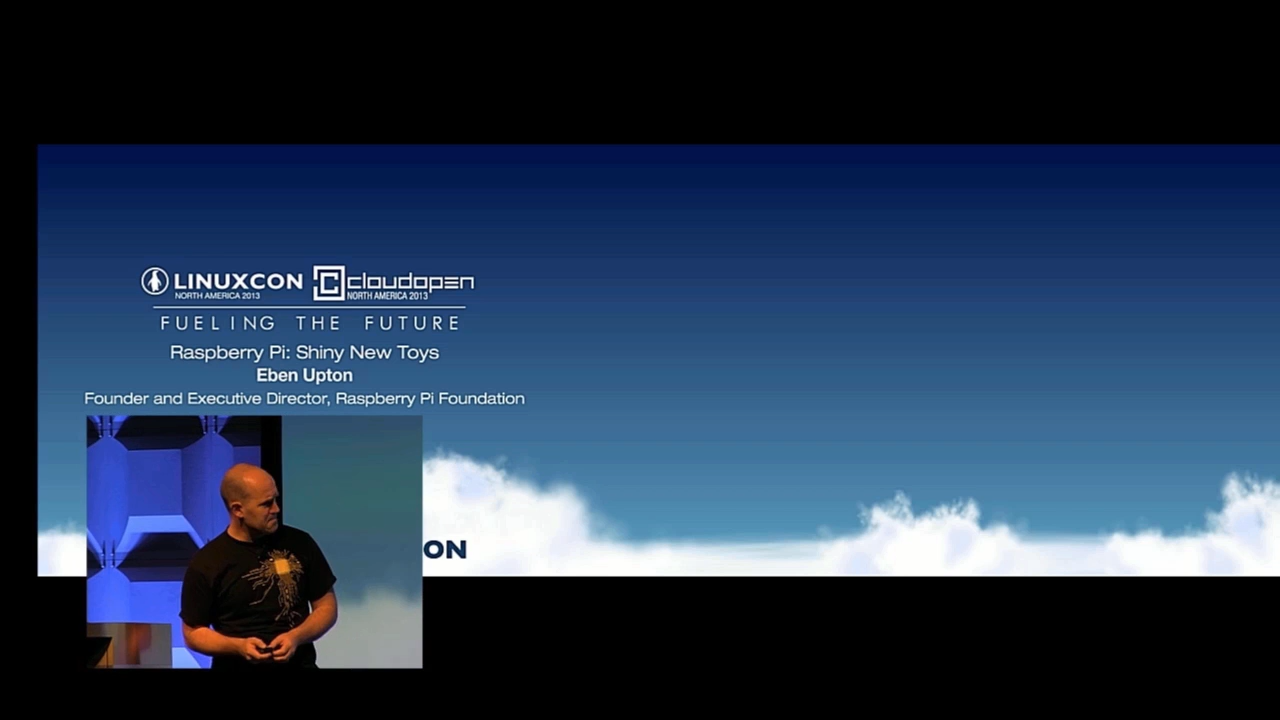 LINUXCON cloudopen
NORTH AMERICA 2013 NORTH AMERICA 2013
FUELING THE FUTURE
Raspberry Pi: Shiny New Toys
Eben Upton
Founder and Executive Director, Raspberry Pi Foundation
ON